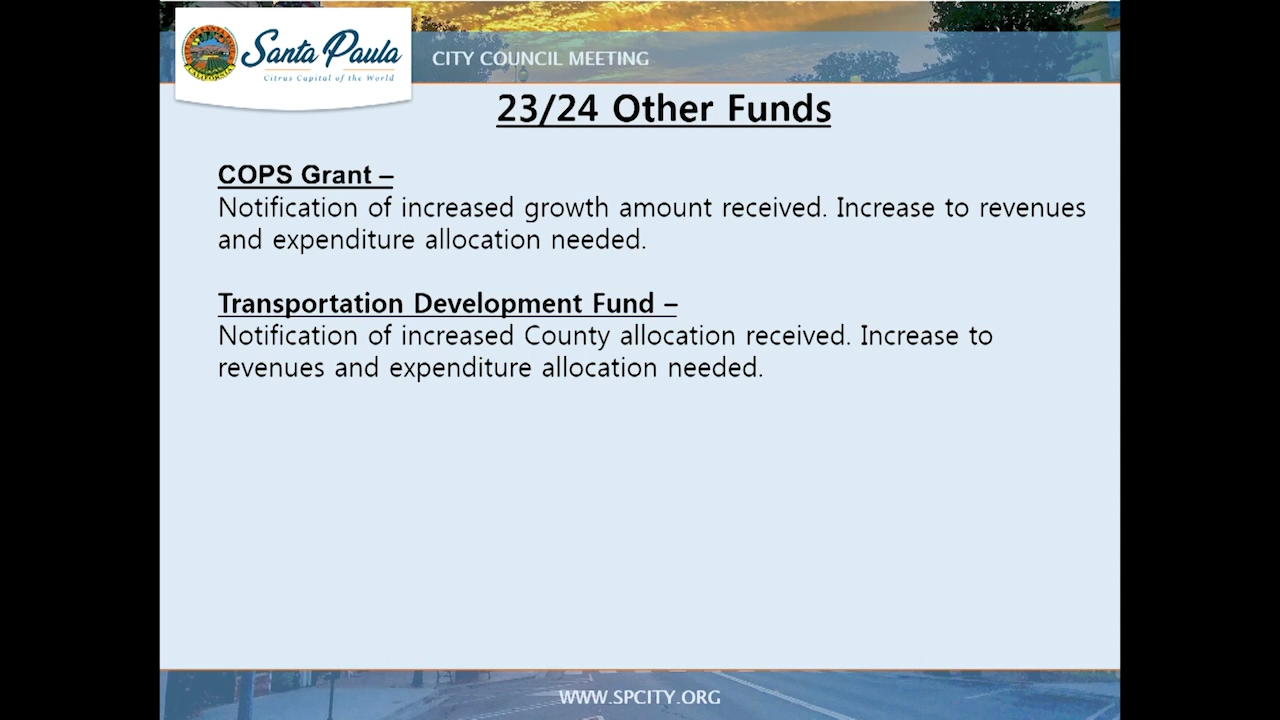 Santa Paula
Citrus Capital of the World
CITY COUNCIL MEETING
23/24 Other Funds
COPS Grant –
Notification of increased growth amount received. Increase to revenues
and expenditure allocation needed.
Transportation Development Fund –
Notification of increased County allocation received. Increase to
revenues and expenditure allocation needed.
WWW.SPCITY.ORG